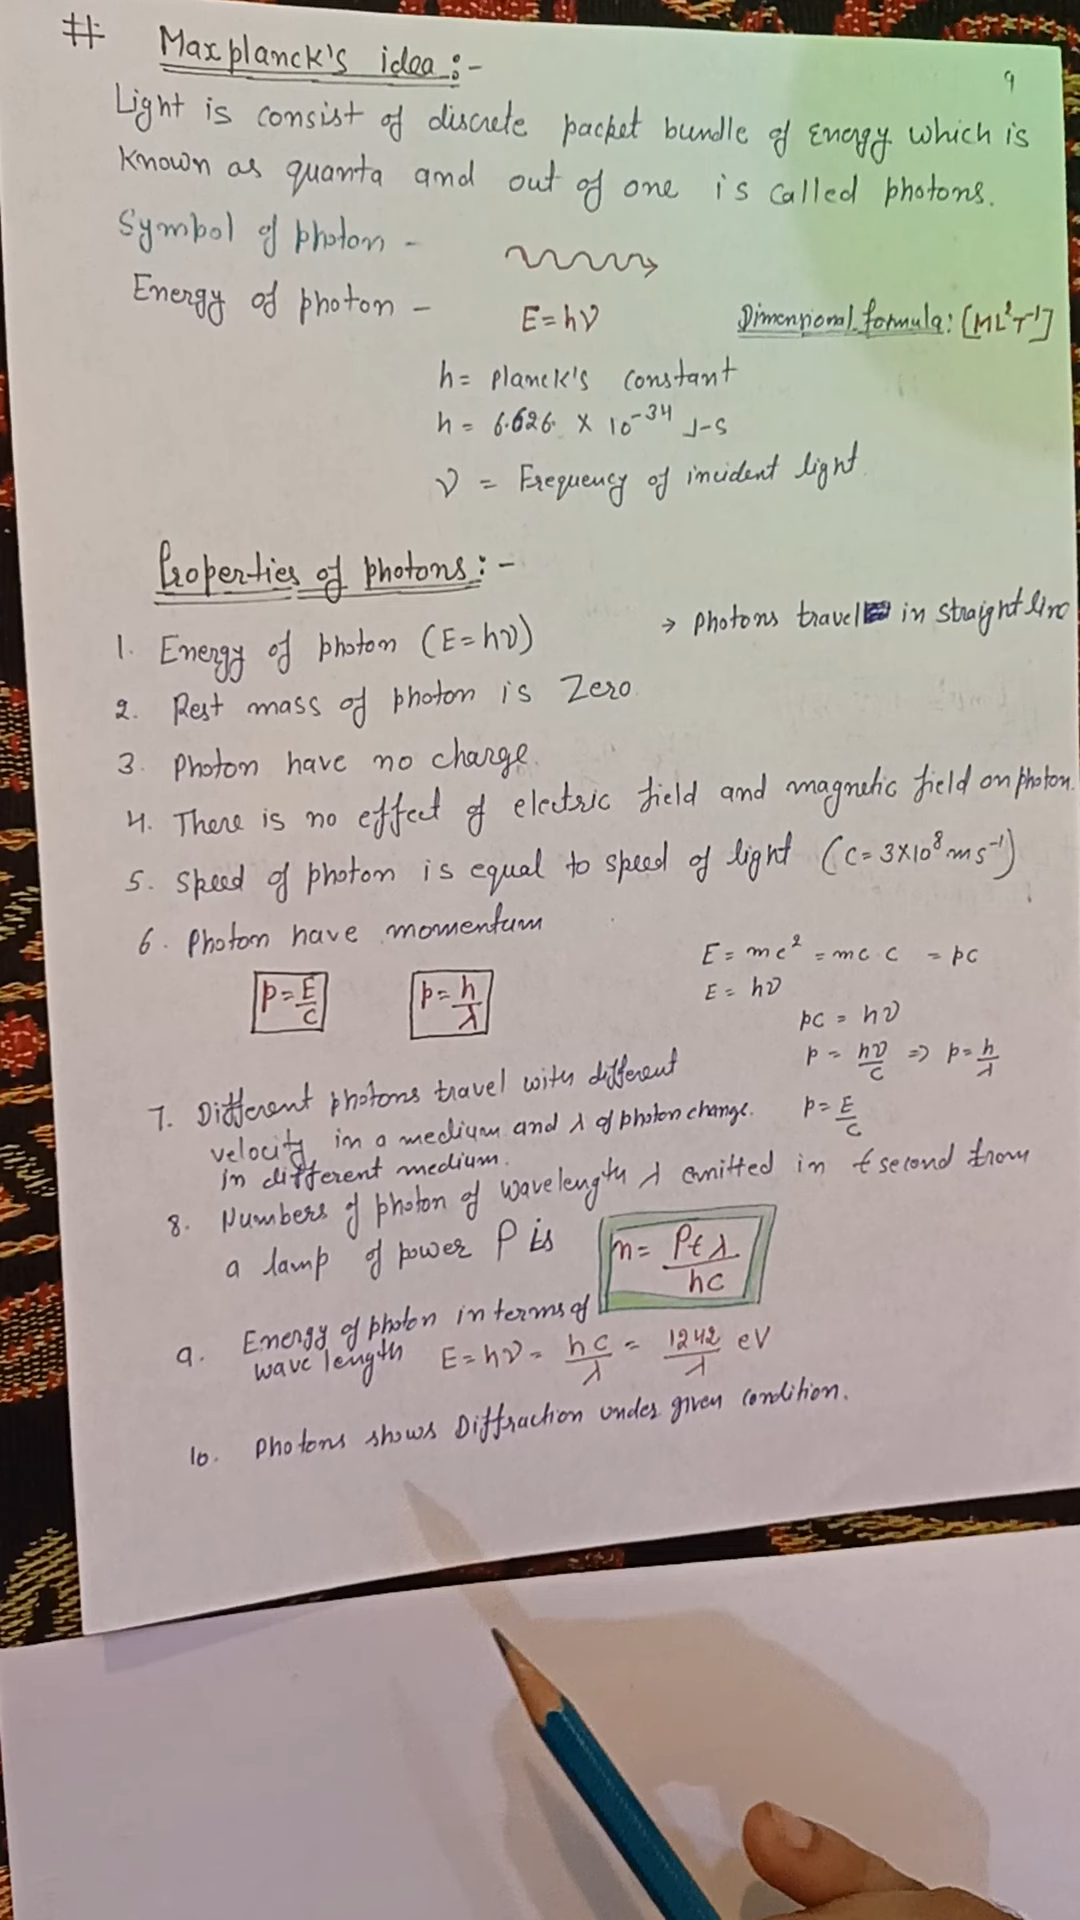 # Maxplanck's idea :-
9
Light is consist of discrete packet bundle of Energy which is
known as quanta and out of one is called photons.
Symbol of photon -
Energy of photon - E = hν Dimensional formula: [ML²T⁻¹]
h = Planck's constant
h = 6.626 × 10⁻³⁴ J-S
ν = Frequency of incident light
Properties of photons :-
1. Energy of photon (E = hν) → Photons travel in straight line
2. Rest mass of photon is Zero
3. Photon have no charge.
4. There is no effect of electric field and magnetic field on photon.
5. Speed of photon is equal to speed of light (C = 3×10⁸ ms⁻¹)
6. Photon have momentum
p = E/C p = h/λ
E = mc² = mc.c = pc
E = hν
pc = hν
p = hν/c ⇒ p = h/λ
p = E/C
7. Different photons travel with different
velocity in a medium and λ of photon change.
in different medium.
8. Numbers of photon of wavelength λ emitted in t second from
a lamp of power P is n = Ptλ/hc
9. Energy of photon in terms of
wave length E = hν = hc/λ = 1242/λ eV
10. Photons shows Diffraction under given condition.